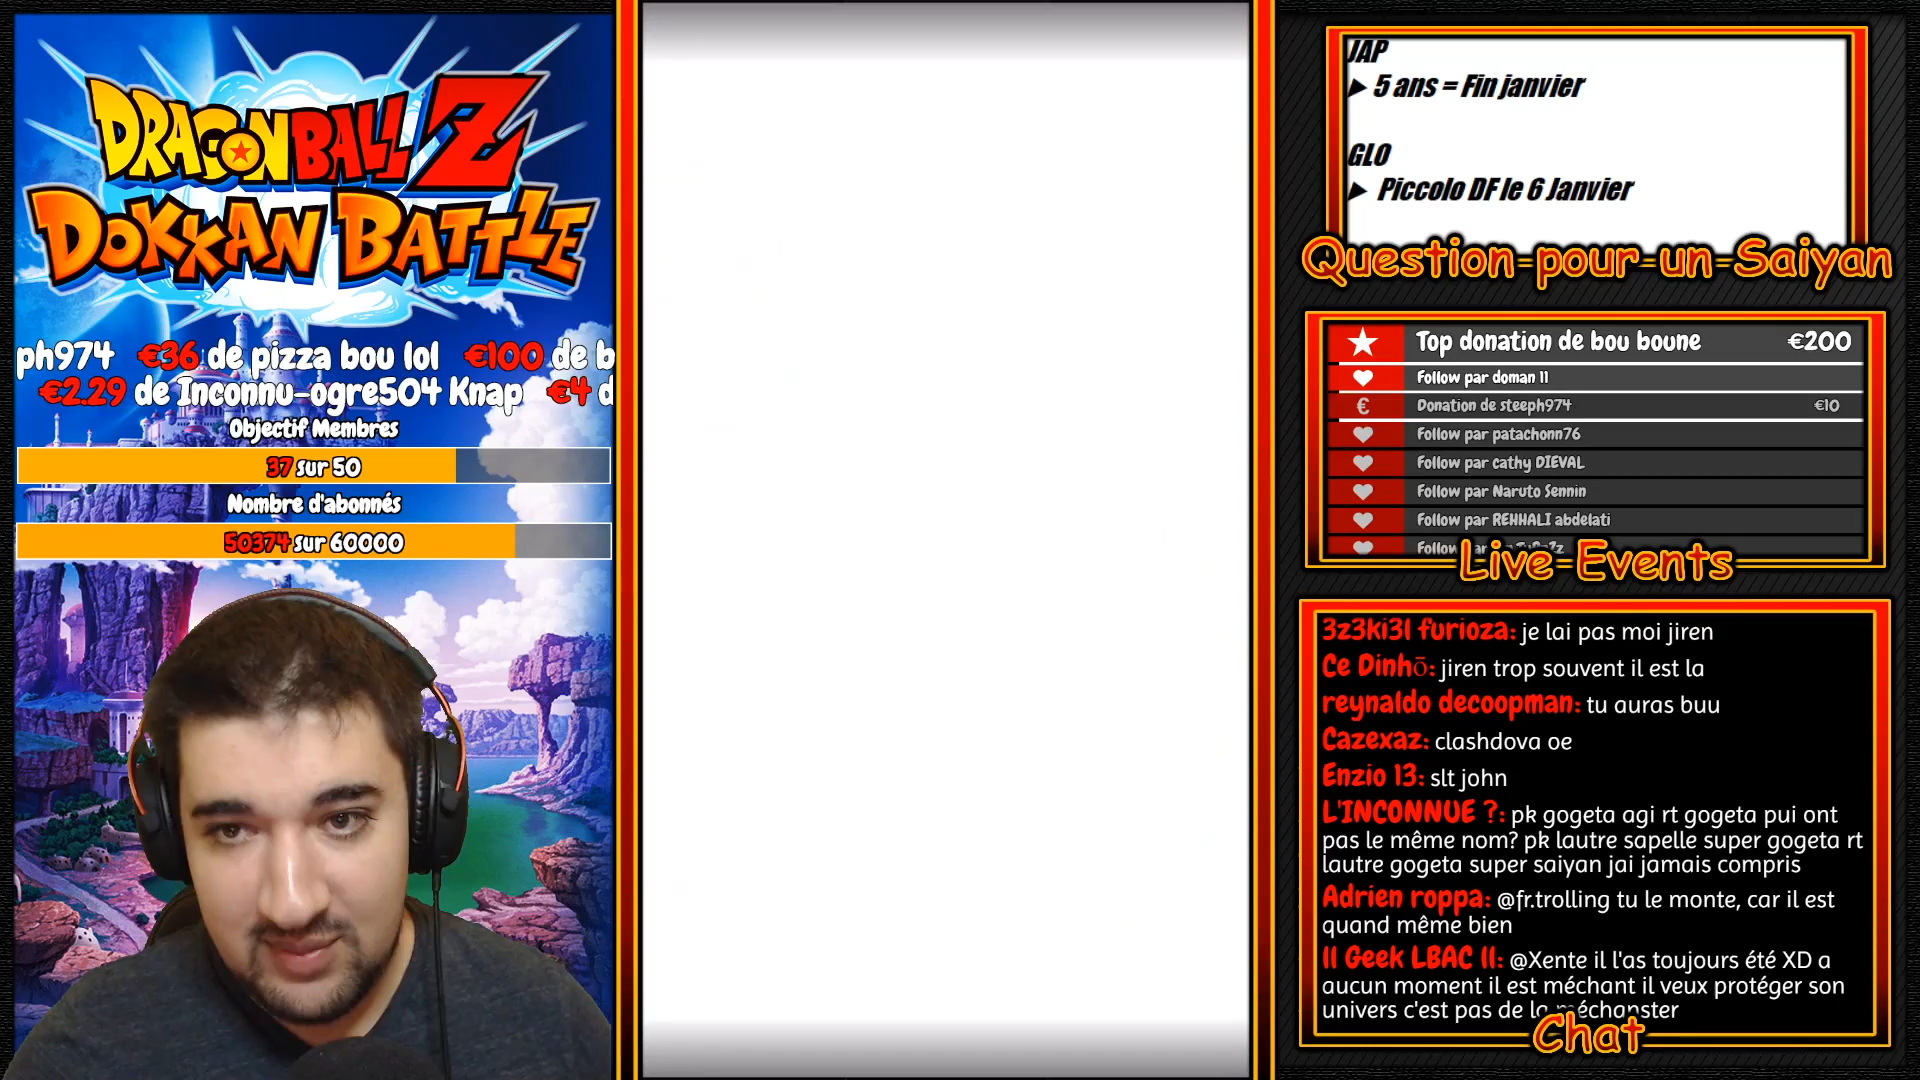 DRAGON BALL Z
DOKKAN BATTLE
ph974 €36 de pizza bou lol €100 de b
€2.29 de Inconnu-ogre504 Knap €4 d
Objectif Membres
37 sur 50
Nombre d'abonnés
50374 sur 60000
JAP
► 5 ans = Fin janvier
GLO
► Piccolo DF le 6 Janvier
Question pour un Saiyan
Top donation de bou boune €200
Follow par doman 11
€ Donation de steeph974 €10
Follow par patachonn76
Follow par cathy DIEVAL
Follow par Naruto Sennin
Follow par REHHALI abdelati
Follow
Live Events
3z3ki3l furioza: je lai pas moi jiren
Ce Dinhō: jiren trop souvent il est la
reynaldo decoopman: tu auras buu
Cazexaz: clashdova oe
Enzio 13: slt john
L'INCONNUE ?: pk gogeta agi rt gogeta pui ont
pas le même nom? pk lautre sapelle super gogeta rt
lautre gogeta super saiyan jai jamais compris
Adrien roppa: @fr.trolling tu le monte, car il est
quand même bien
II Geek LBAC II: @Xente il l'as toujours été XD a
aucun moment il est méchant il veux protéger son
univers c'est pas de la méchanster
Chat